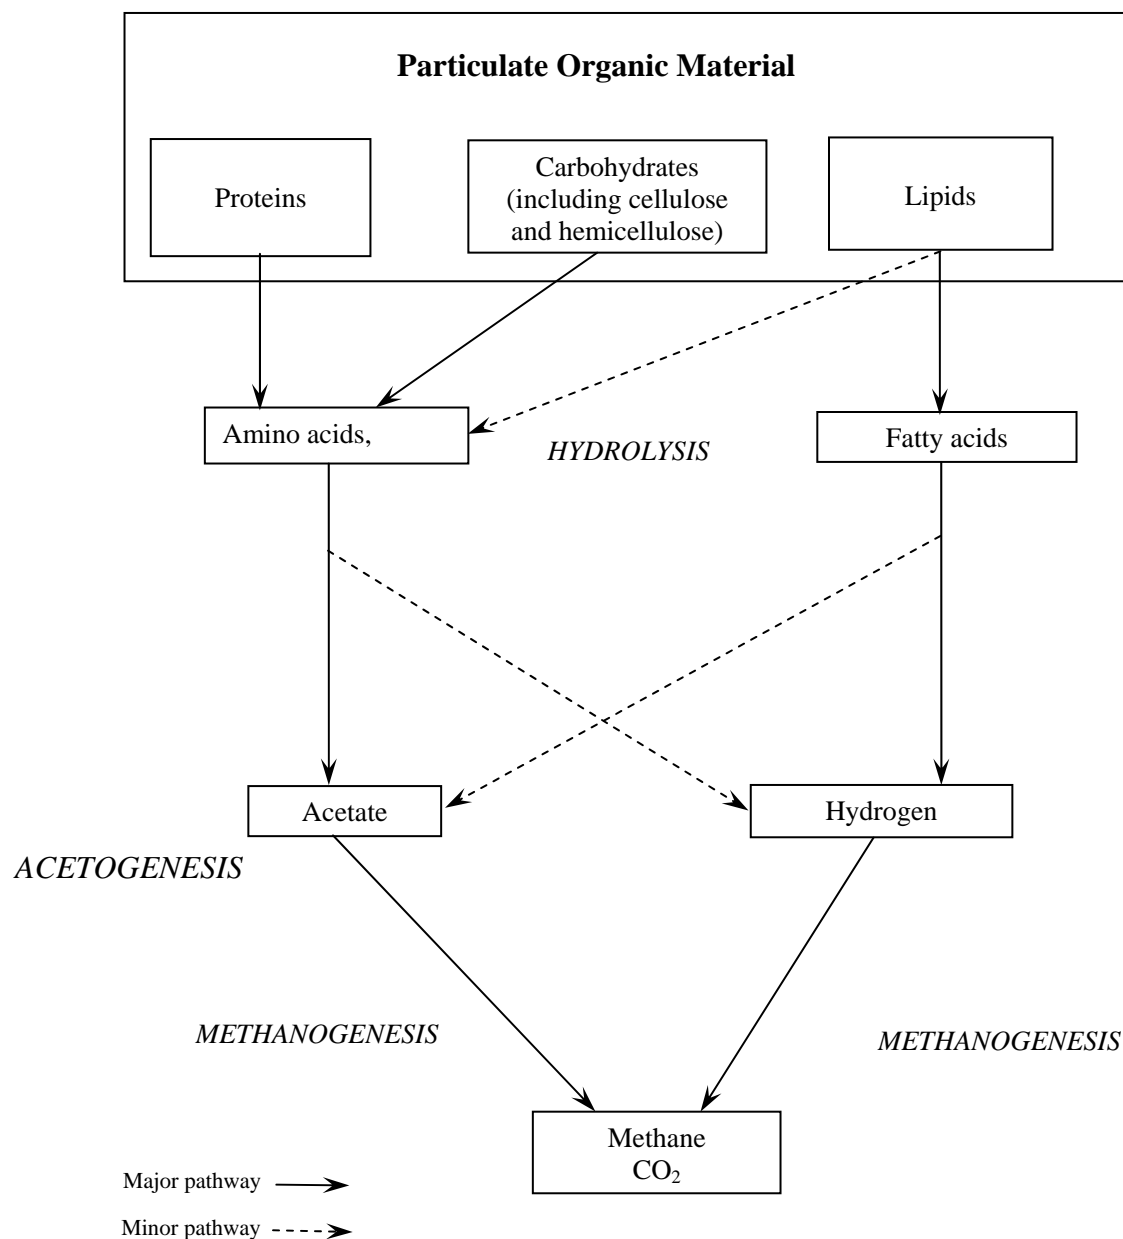 Particulate Organic Material
Proteins
Carbohydrates
(including cellulose
and hemicellulose)
Lipids
Amino acids,
HYDROLYSIS
Fatty acids
Acetate
Hydrogen
ACETOGENESIS
METHANOGENESIS
METHANOGENESIS
Methane
CO₂
Major pathway
Minor pathway